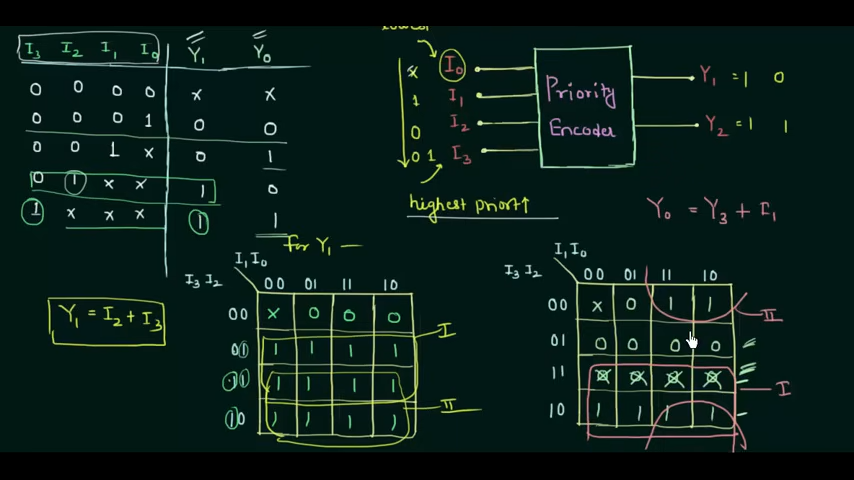 lowest
I3 I2 I1 I0 Y1 Y0
0 0 0 0 x x
0 0 0 1 0 0
0 0 1 x 0 1
0 1 x x 1 0
1 x x x 1 1
x I0
1 I1
0 I2
0 1 I3
Priority
Encoder
Y1 = 1 0
Y2 = 1 1
highest priort↑
Y0 = Y3 + I1
Y1 = I2 + I3
for Y1 —
I1 I0
I3 I2 00 01 11 10
00 x 0 0 0
01 1 1 1 1 I
11 1 1 1 1
10 1 1 1 1 II
I1 I0
I3 I2 00 01 11 10
00 x 0 1 1 II
01 0 0 0 0
11 I
10 1 1 1 1